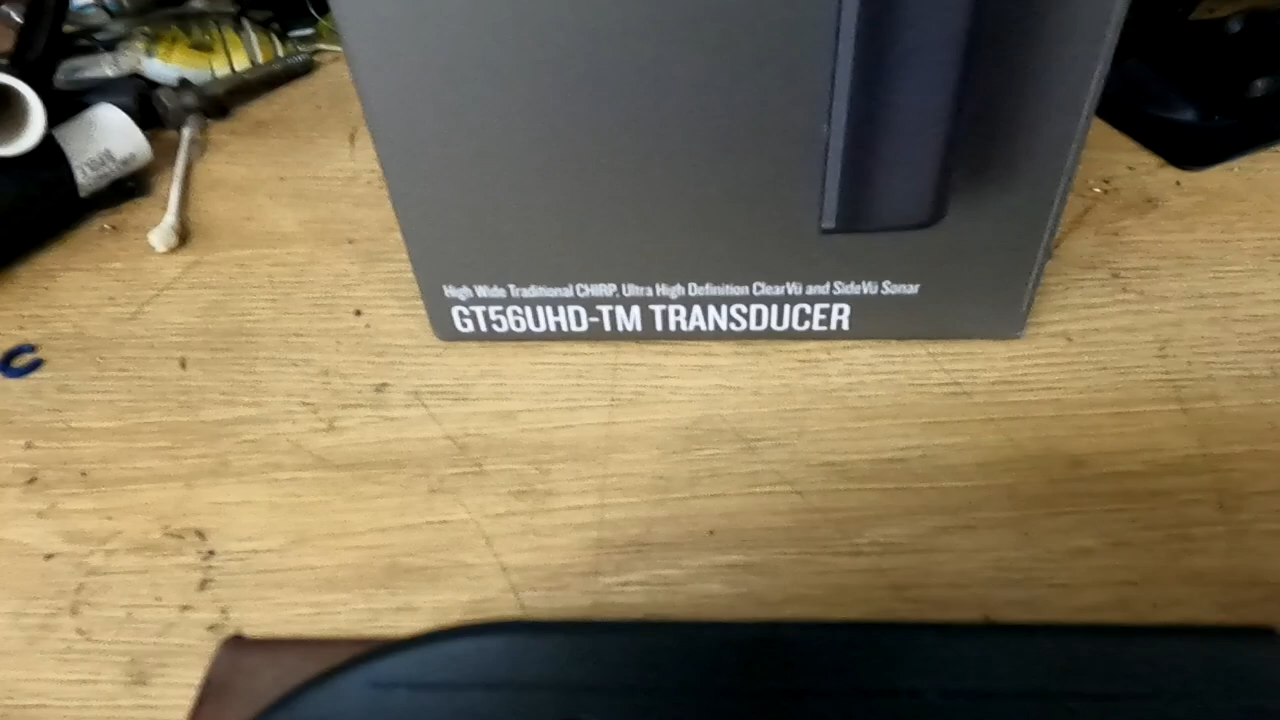 High Wide Traditional CHIRP, Ultra High Definition ClearVü and SideVü Sonar
GT56UHD-TM TRANSDUCER